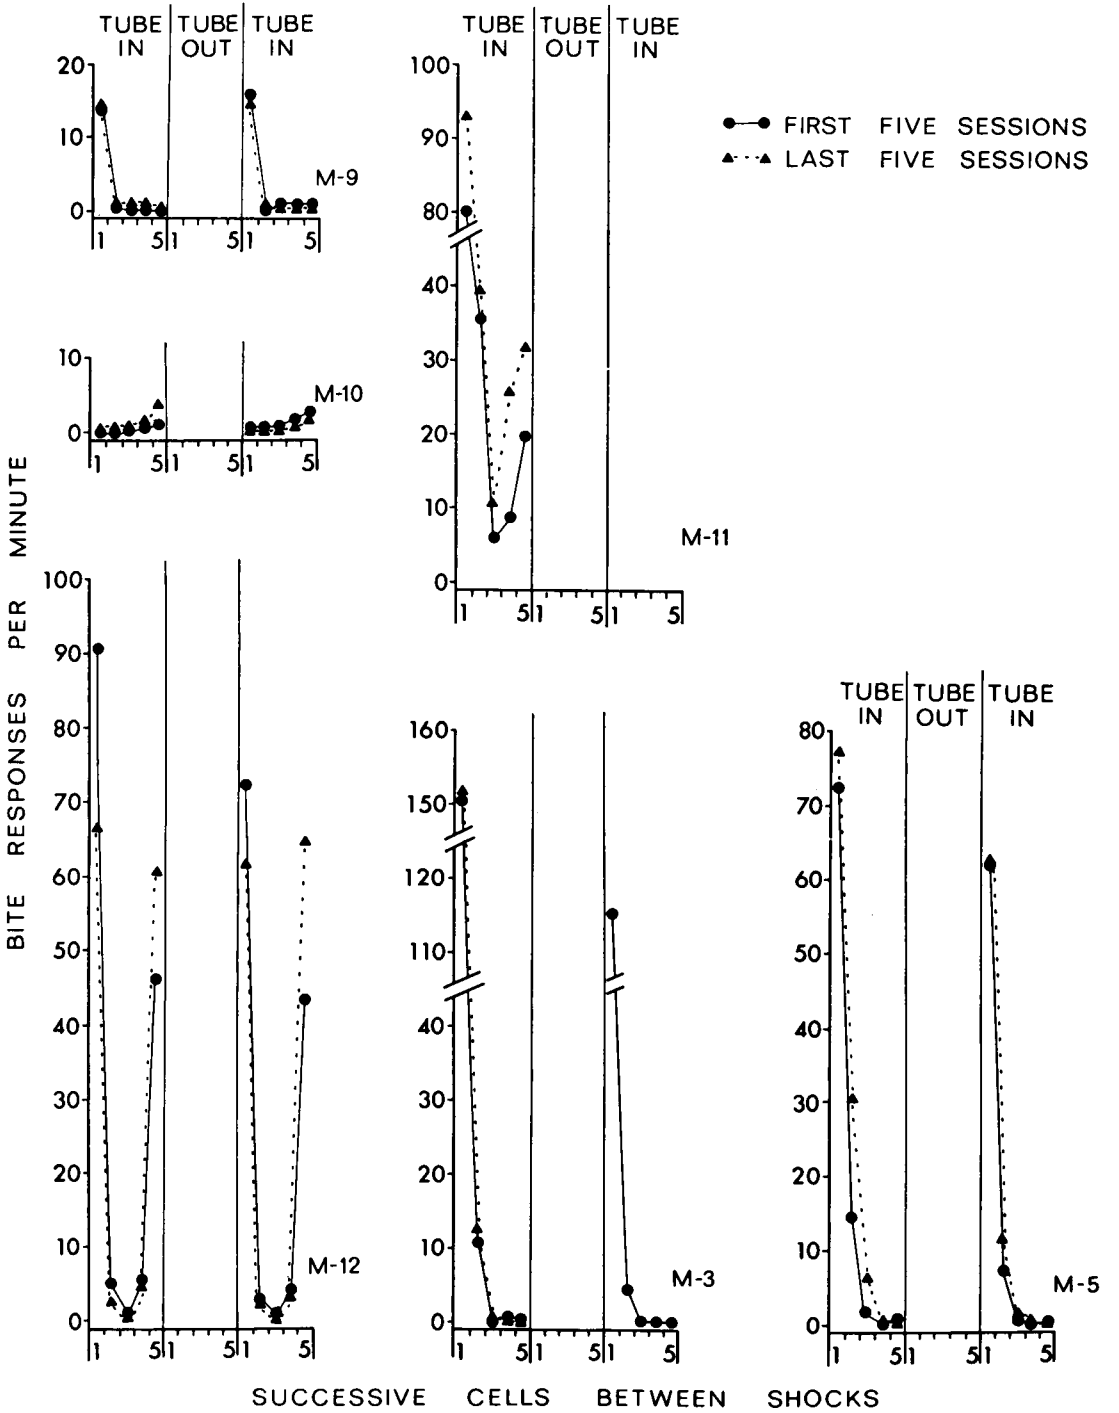 TUBE IN TUBE OUT TUBE IN
20
10
0
M-9
1 5 1 5 1 5
10
0
M-10
1 5 1 5 1 5
TUBE IN TUBE OUT TUBE IN
100
90
80
40
30
20
10
0
M-11
1 5 1 5 1 5
FIRST FIVE SESSIONS
LAST FIVE SESSIONS
BITE RESPONSES PER MINUTE
100
90
80
70
60
50
40
30
20
10
0
M-12
1 5 1 5 1 5
160
150
120
110
40
30
20
10
0
M-3
1 5 1 5 1 5
TUBE IN TUBE OUT TUBE IN
80
70
60
50
40
30
20
10
0
M-5
1 5 1 5 1 5
SUCCESSIVE CELLS BETWEEN SHOCKS